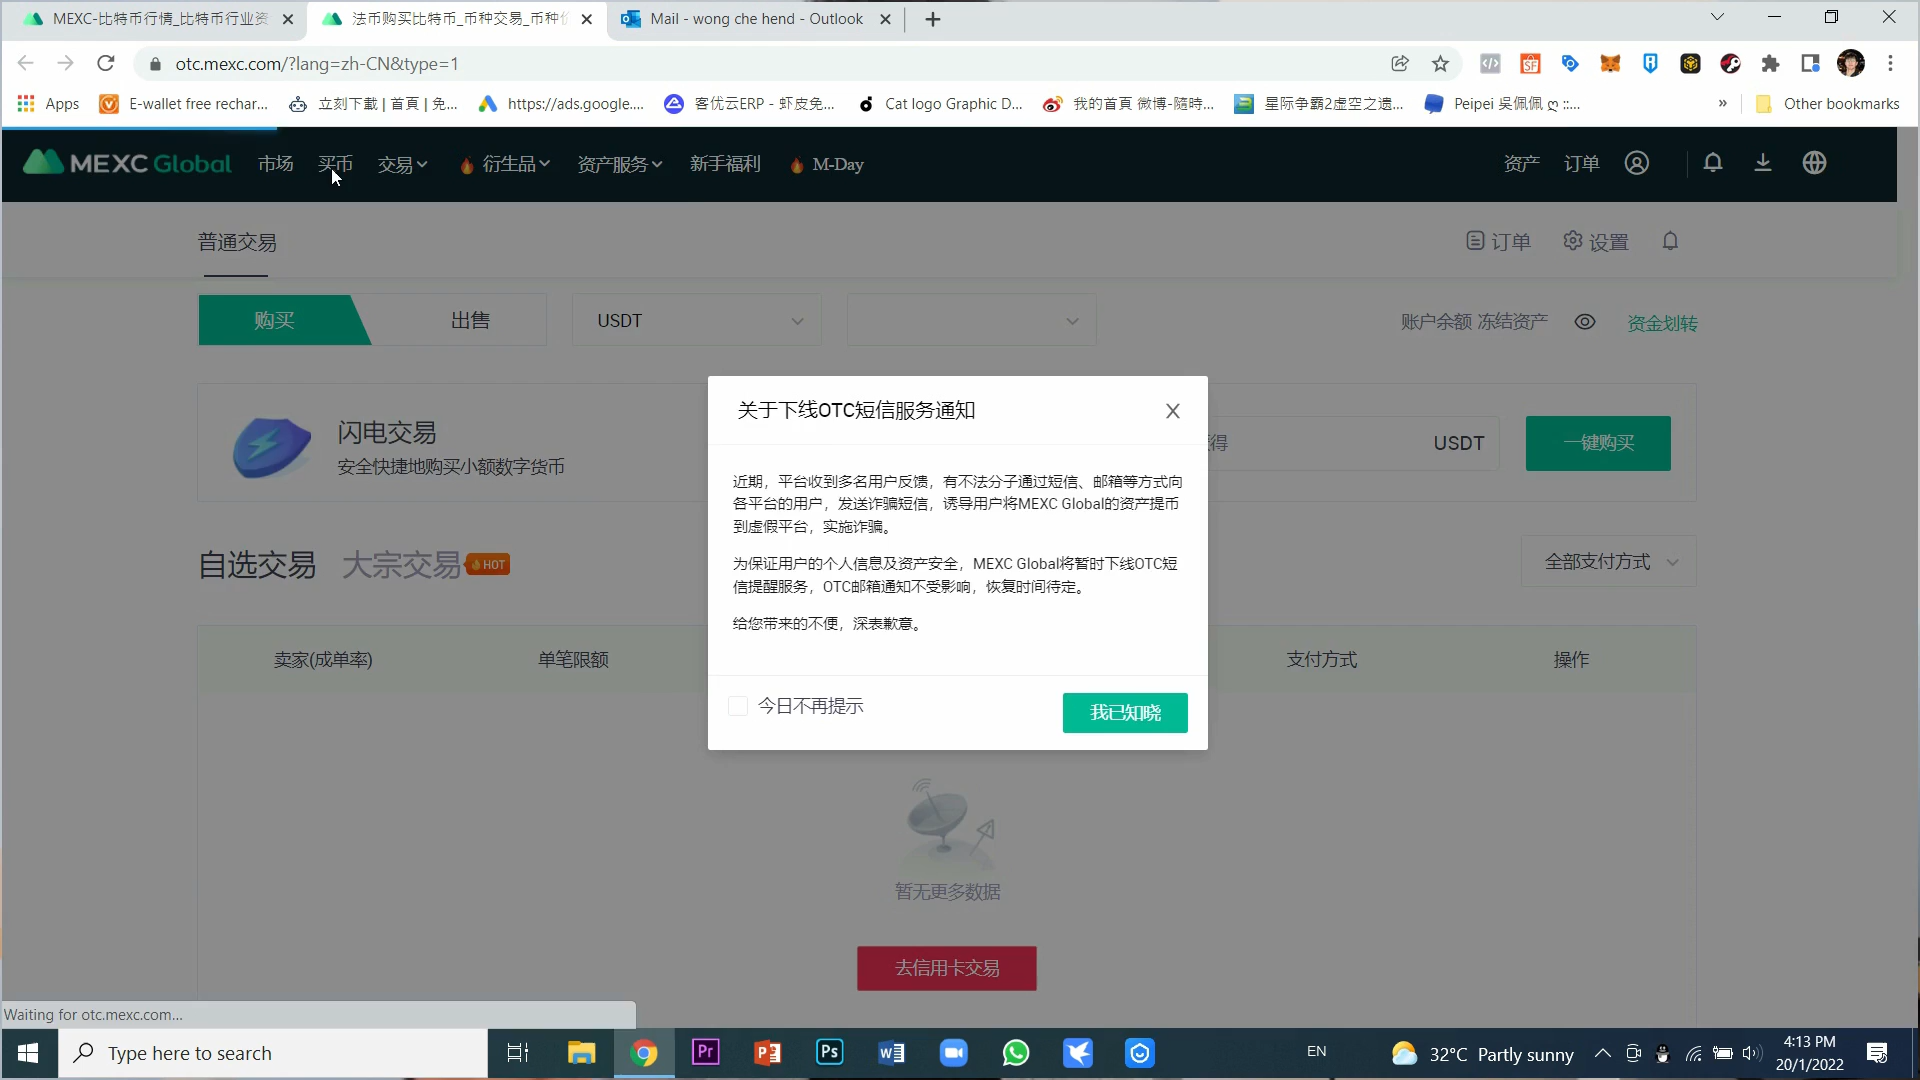 MEXC-比特币行情_比特币行业资
法币购买比特币_币种交易_币种价
Mail - wong che hend - Outlook
otc.mexc.com/?lang=zh-CN&type=1
Apps
E-wallet free rechar...
立刻下載 | 首頁 | 免...
https://ads.google....
客优云ERP - 虾皮免...
Cat logo Graphic D...
我的首頁 微博-隨時...
星际争霸2虚空之遗...
Peipei 吳佩佩 ღ ::...
»
Other bookmarks
MEXC Global
市场
买币
交易
衍生品
资产服务
新手福利
M-Day
资产
订单
普通交易
订单
设置
购买
出售
USDT
账户余额 冻结资产
资金划转
闪电交易
安全快捷地购买小额数字货币
得
USDT
一键购买
关于下线OTC短信服务通知
近期，平台收到多名用户反馈，有不法分子通过短信、邮箱等方式向
各平台的用户，发送诈骗短信，诱导用户将MEXC Global的资产提币
到虚假平台，实施诈骗。
为保证用户的个人信息及资产安全，MEXC Global将暂时下线OTC短
信提醒服务，OTC邮箱通知不受影响，恢复时间待定。
给您带来的不便，深表歉意。
今日不再提示
我已知晓
自选交易
大宗交易
HOT
全部支付方式
卖家(成单率)
单笔限额
支付方式
操作
暂无更多数据
去信用卡交易
Waiting for otc.mexc.com...
Type here to search
Pr
Ps
EN
32°C Partly sunny
4:13 PM
20/1/2022